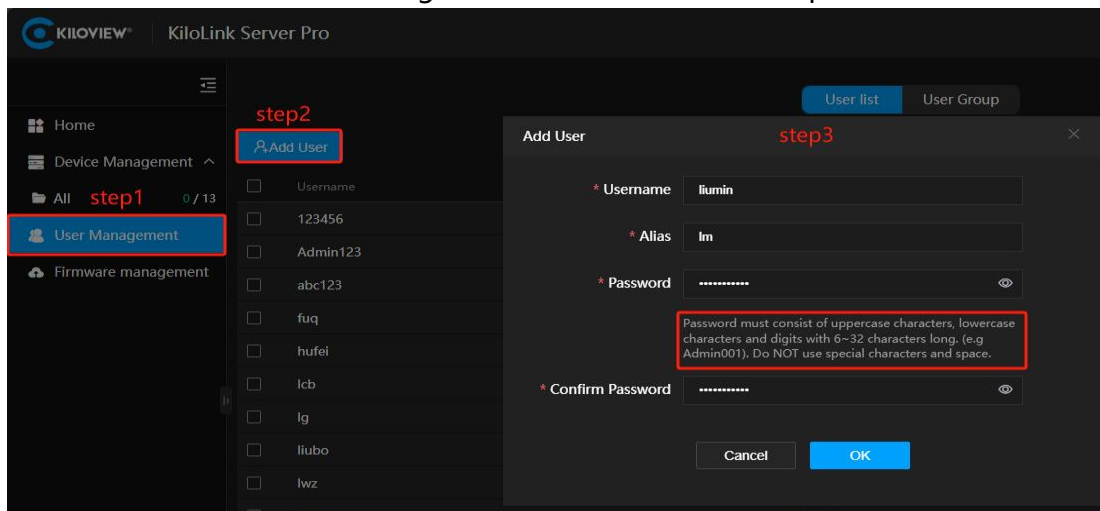 KILOVIEW® KiloLink Server Pro
User list User Group
step2
Home
Add User
Device Management
All step1 0 / 13
User Management
Firmware management
Username
123456
Admin123
abc123
fuq
hufei
lcb
lg
liubo
lwz
Add User step3
* Username liumin
* Alias lm
* Password •••••••••••
Password must consist of uppercase characters, lowercase
characters and digits with 6~32 characters long. (e.g
Admin001). Do NOT use special characters and space.
* Confirm Password •••••••••••
Cancel OK